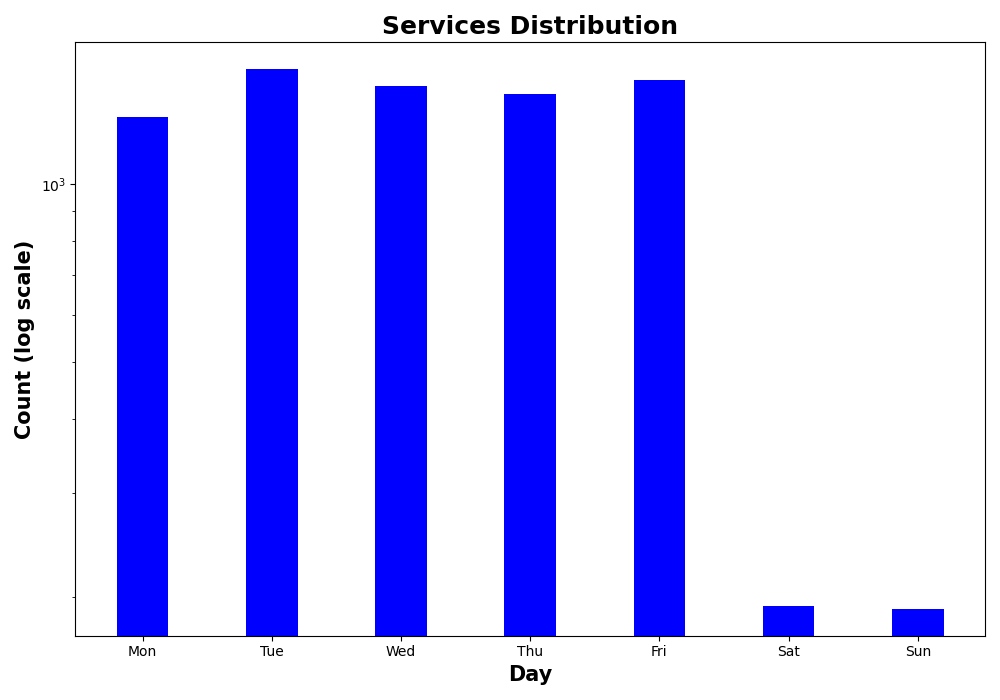 Services Distribution
Count (log scale)
10³
Mon Tue Wed Thu Fri Sat Sun
Day